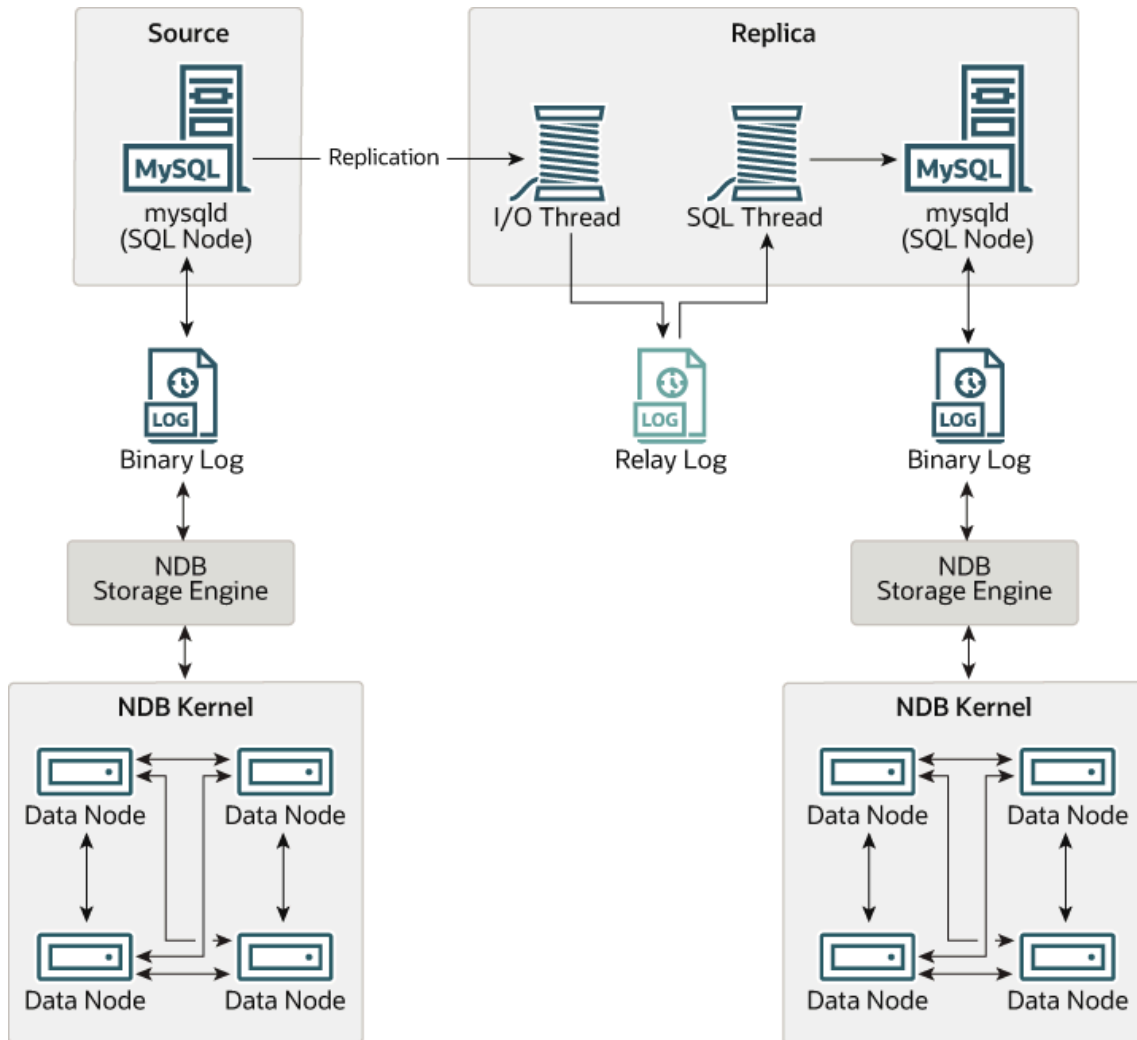 Source
Replica
MySQL
mysqld
(SQL Node)
Replication
I/O Thread
SQL Thread
MySQL
mysqld
(SQL Node)
LOG
Binary Log
LOG
Relay Log
LOG
Binary Log
NDB
Storage Engine
NDB
Storage Engine
NDB Kernel
Data Node
Data Node
Data Node
Data Node
NDB Kernel
Data Node
Data Node
Data Node
Data Node